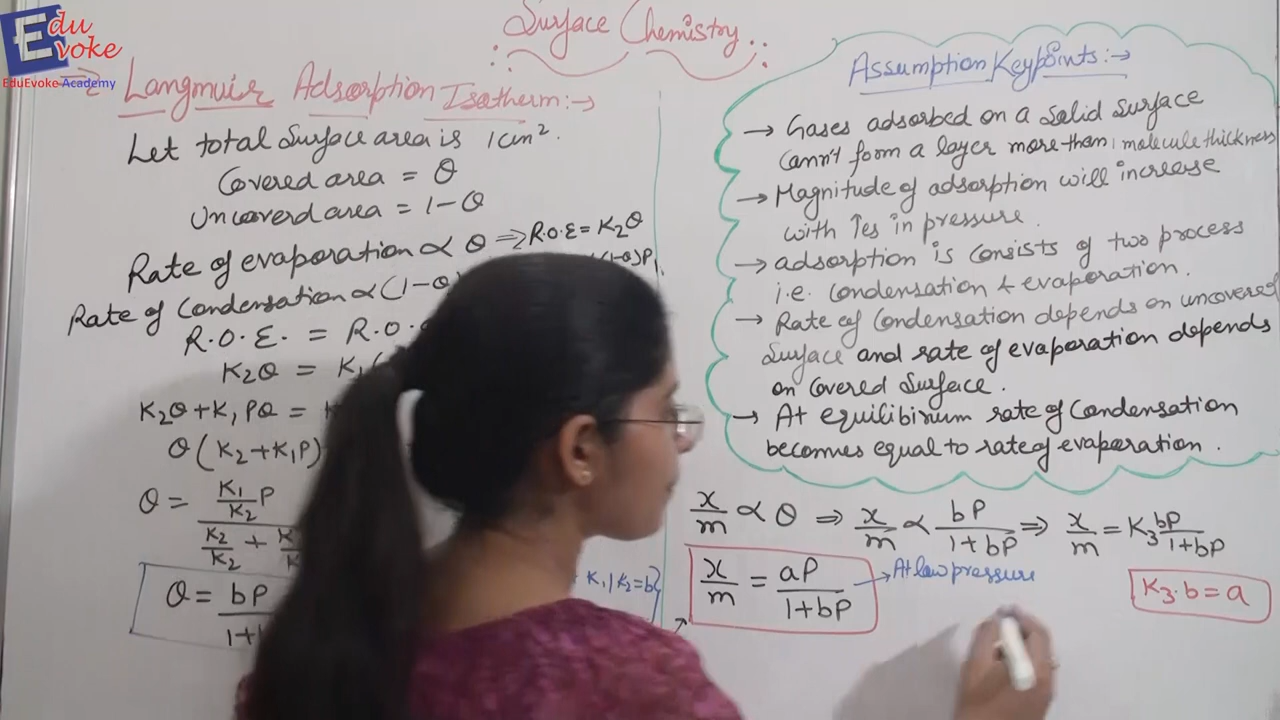 Edu
Evoke
EduEvoke Academy
Surface Chemistry
⇒ Langmuir Adsorption Isotherm:→
Let total Surface area is 1cm².
Covered area = θ
Uncoverd area = 1-θ
Rate of evaporation ∝ θ ⇒ R.O.E = K₂θ
Rate of Condensation ∝ (1-θ) (1-θ)P
R.O.E. = R.O.
K₂θ = K₁(
K₂θ + K₁Pθ =
θ(K₂+K₁P)
θ = K₁/K₂ P / K₂/K₂ +
θ = bP / 1+b
K₁/K₂=b}
Assumption Keypoints:→
→ Gases adsorbed on a Solid Surface
cann't form a layer more than 1 molecule thickness
→ Magnitude of adsorption will increase
with ↑es in pressure.
→ adsorption is consists of two process
i.e. Condensation & evaporation.
→ Rate of Condensation depends on uncovered
Surface and rate of evaporation depends
on Covered Surface.
→ At equilibirium rate of Condensation
becomes equal to rate of evaporation.
x/m ∝ θ ⇒ x/m ∝ bP/1+bP ⇒ x/m = K₃ bP/1+bP
x/m = aP/1+bP → At low pressure
K₃.b = a